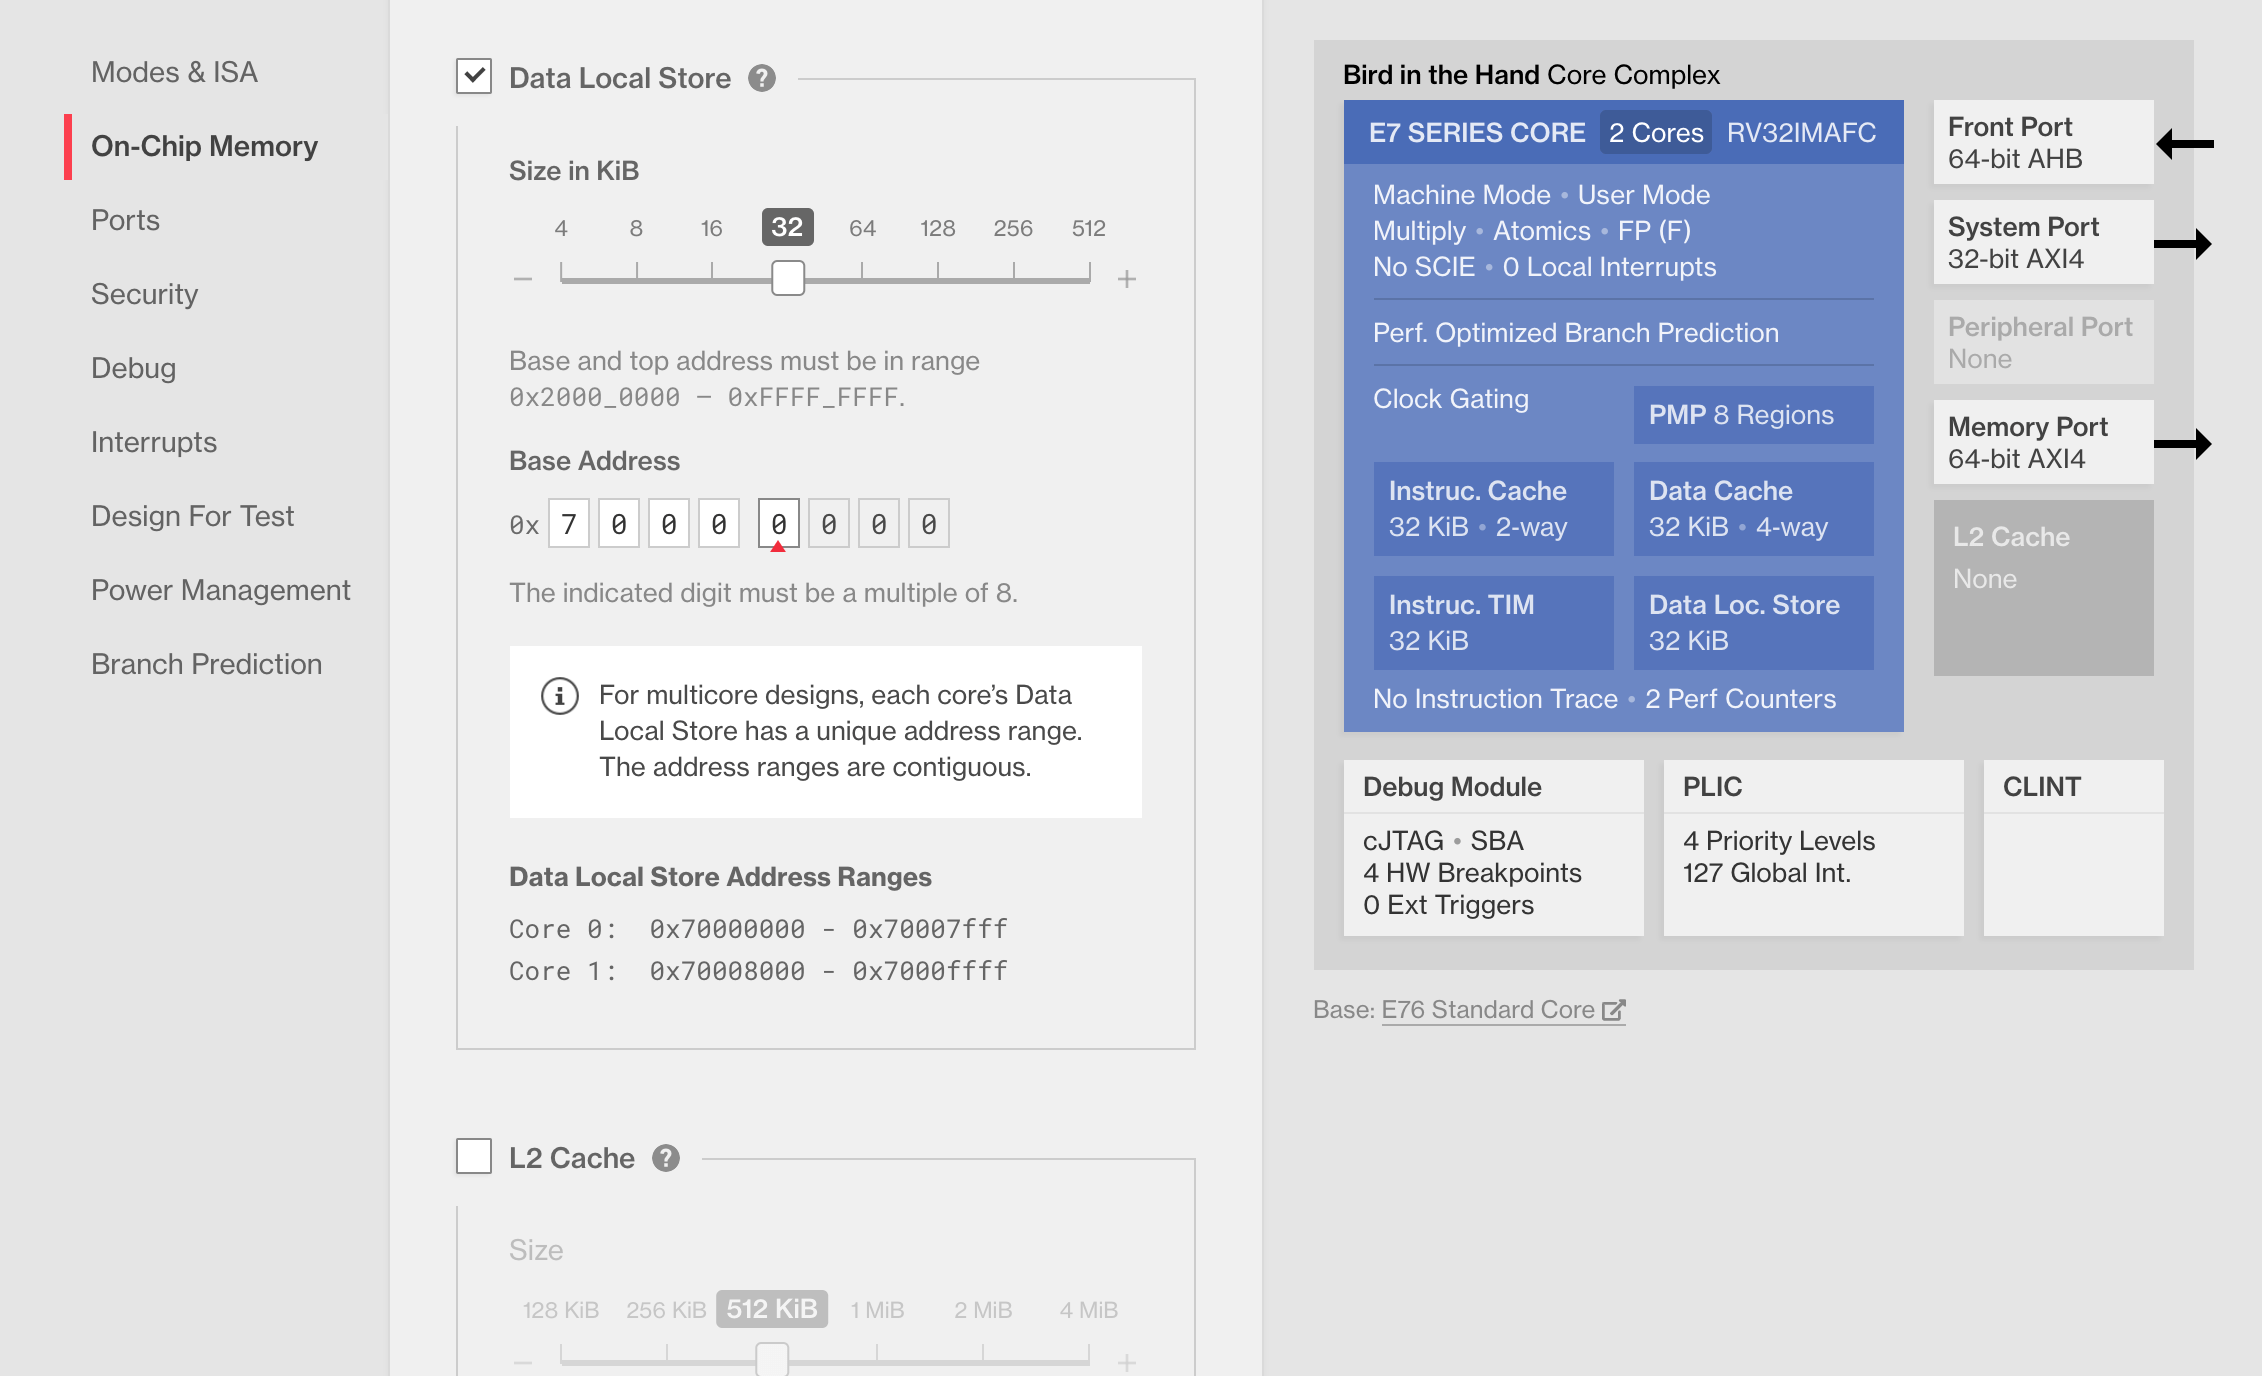 Modes & ISA
On-Chip Memory
Ports
Security
Debug
Interrupts
Design For Test
Power Management
Branch Prediction
Data Local Store ?
Size in KiB
4 8 16 32 64 128 256 512
− +
Base and top address must be in range
0x2000_0000 – 0xFFFF_FFFF.
Base Address
0x 7 0 0 0 0 0 0 0
The indicated digit must be a multiple of 8.
i For multicore designs, each core’s Data
Local Store has a unique address range.
The address ranges are contiguous.
Data Local Store Address Ranges
Core 0: 0x70000000 - 0x70007fff
Core 1: 0x70008000 - 0x7000ffff
L2 Cache ?
Size
128 KiB 256 KiB 512 KiB 1 MiB 2 MiB 4 MiB
− +
Bird in the Hand Core Complex
E7 SERIES CORE 2 Cores RV32IMAFC
Machine Mode • User Mode
Multiply • Atomics • FP (F)
No SCIE • 0 Local Interrupts
Perf. Optimized Branch Prediction
Clock Gating
PMP 8 Regions
Instruc. Cache
32 KiB • 2-way
Data Cache
32 KiB • 4-way
Instruc. TIM
32 KiB
Data Loc. Store
32 KiB
No Instruction Trace • 2 Perf Counters
Front Port
64-bit AHB
System Port
32-bit AXI4
Peripheral Port
None
Memory Port
64-bit AXI4
L2 Cache
None
Debug Module
cJTAG • SBA
4 HW Breakpoints
0 Ext Triggers
PLIC
4 Priority Levels
127 Global Int.
CLINT
Base: E76 Standard Core